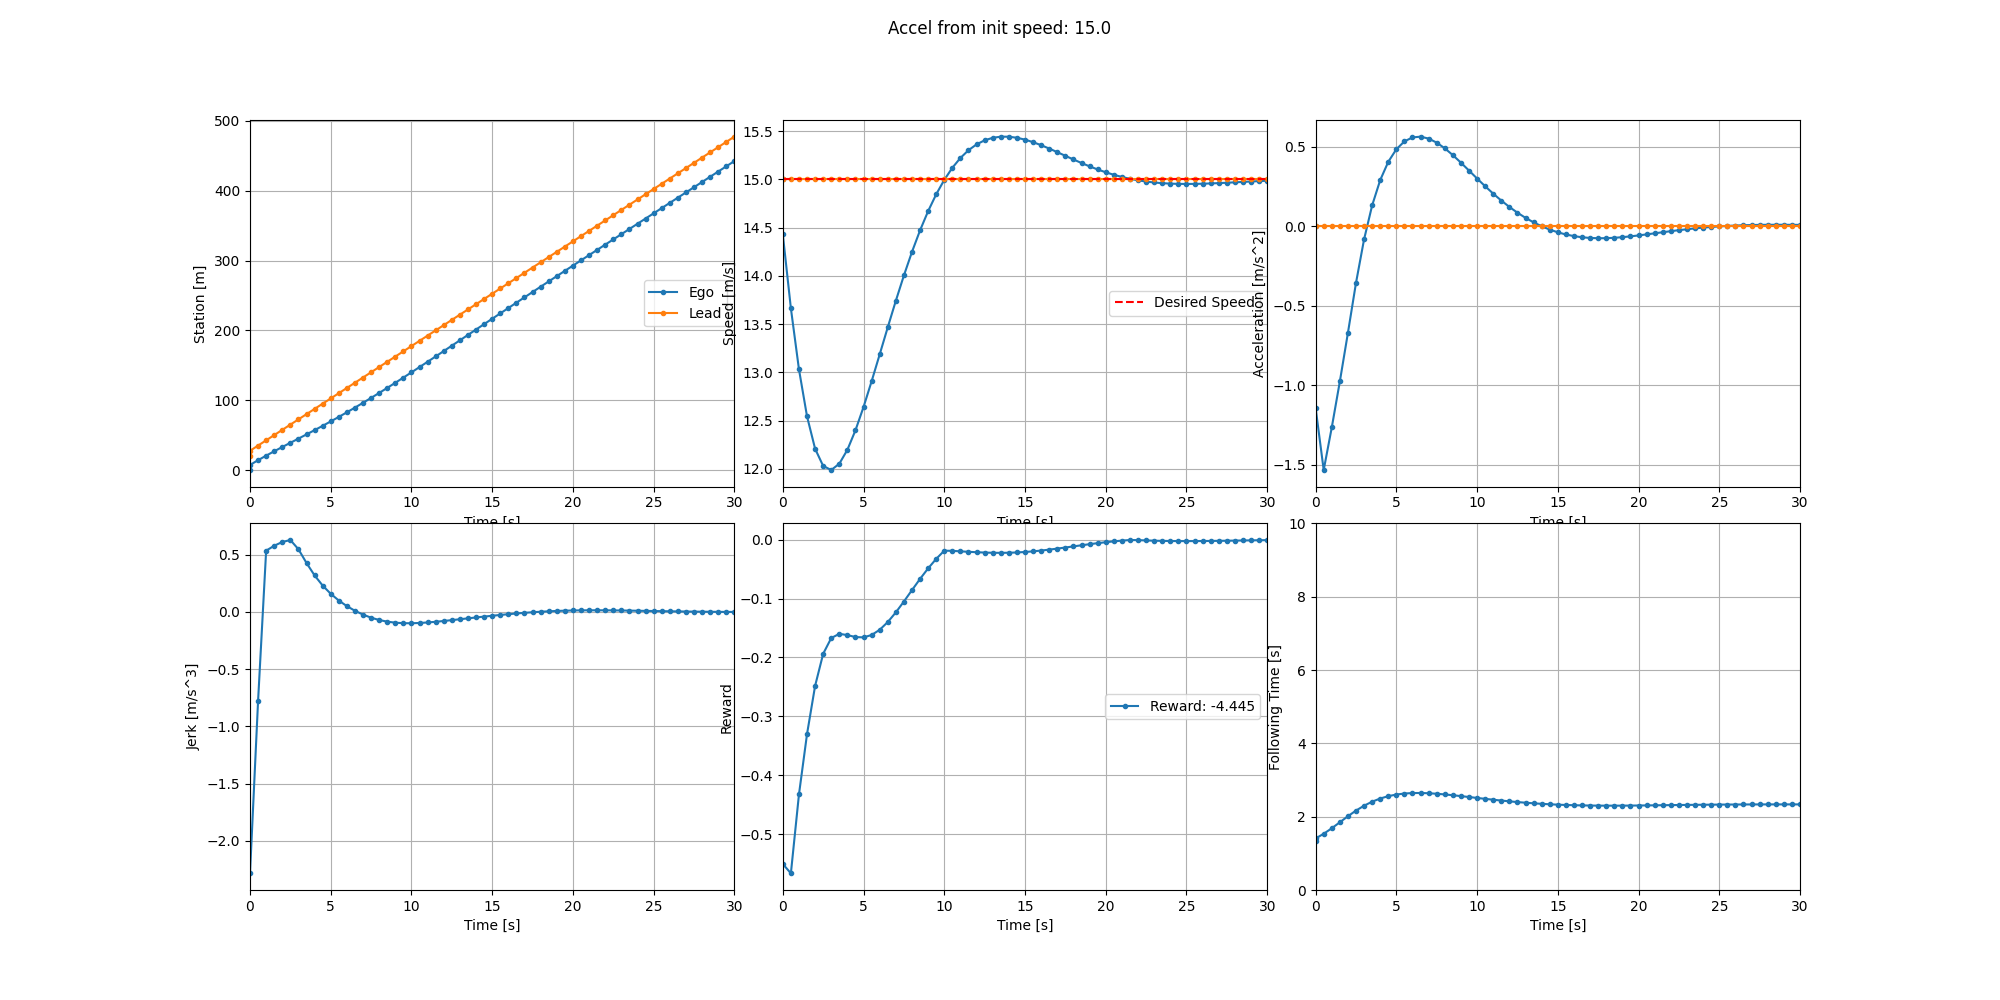 Accel from init speed: 15.0
500
400
300
200
100
0
Station [m]
0 5 10 15 20 25 30
Time [s]
Ego
Lead
15.5
15.0
14.5
14.0
13.5
13.0
12.5
12.0
Speed [m/s]
0 5 10 15 20 25 30
Time [s]
Desired Speed
0.5
0.0
−0.5
−1.0
−1.5
Acceleration [m/s^2]
0 5 10 15 20 25 30
Time [s]
0.5
0.0
−0.5
−1.0
−1.5
−2.0
Jerk [m/s^3]
0 5 10 15 20 25 30
Time [s]
0.0
−0.1
−0.2
−0.3
−0.4
−0.5
Reward
0 5 10 15 20 25 30
Time [s]
Reward: -4.445
10
8
6
4
2
0
Following Time [s]
0 5 10 15 20 25 30
Time [s]